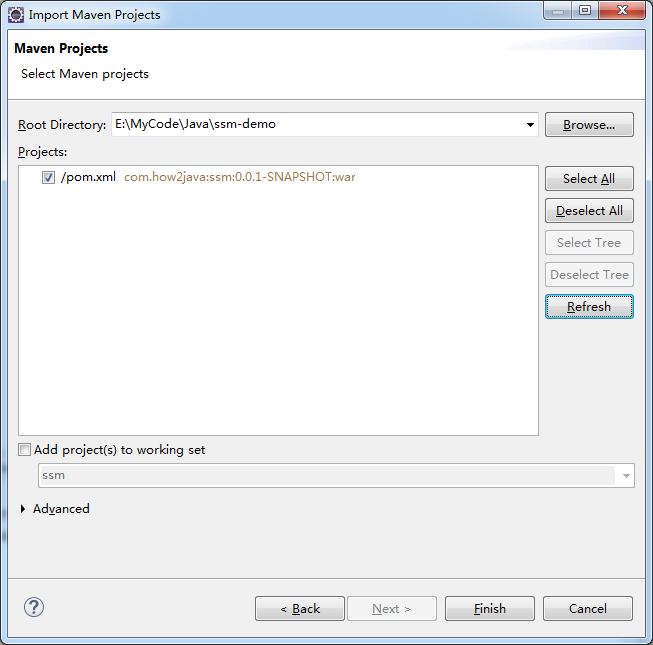 Import Maven Projects
Maven Projects
Select Maven projects
Root Directory: E:\MyCode\Java\ssm-demo Browse...
Projects:
/pom.xml com.how2java:ssm:0.0.1-SNAPSHOT:war
Select All
Deselect All
Select Tree
Deselect Tree
Refresh
Add project(s) to working set
ssm
Advanced
? < Back Next > Finish Cancel